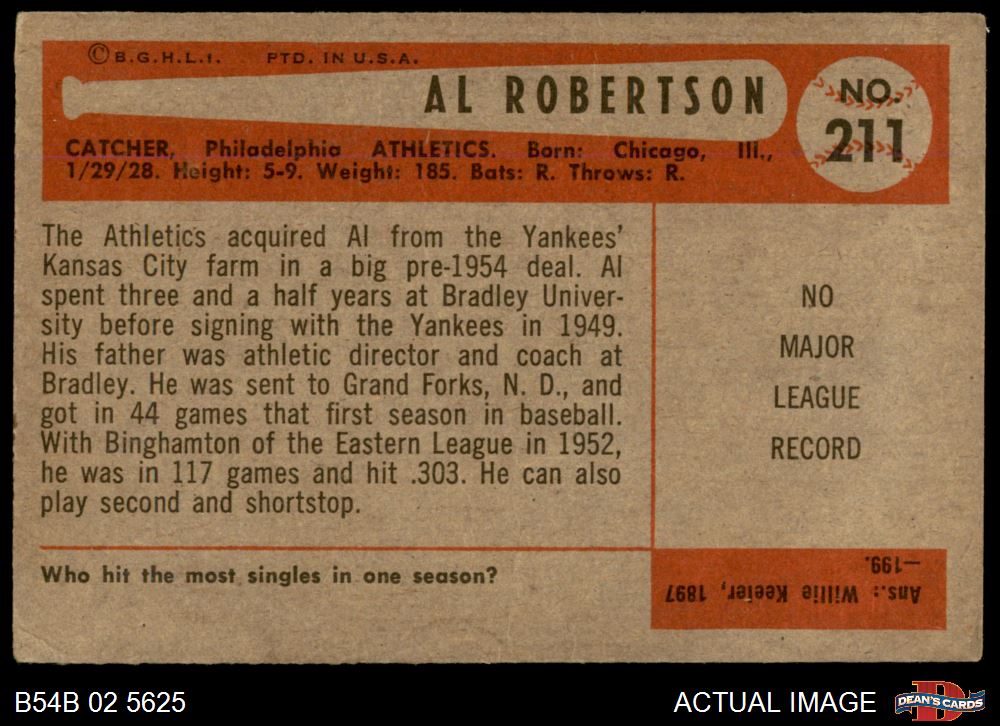 © B.G.H.L.I. PTD. IN U.S.A.
AL ROBERTSON
NO.
211
CATCHER, Philadelphia ATHLETICS. Born: Chicago, Ill.,
1/29/28. Height: 5-9. Weight: 185. Bats: R. Throws: R.
The Athletics acquired Al from the Yankees'
Kansas City farm in a big pre-1954 deal. Al
spent three and a half years at Bradley Univer-
sity before signing with the Yankees in 1949.
His father was athletic director and coach at
Bradley. He was sent to Grand Forks, N. D., and
got in 44 games that first season in baseball.
With Binghamton of the Eastern League in 1952,
he was in 117 games and hit .303. He can also
play second and shortstop.
NO
MAJOR
LEAGUE
RECORD
Who hit the most singles in one season?
Ans.: Willie Keeler, 1897
—199.
B54B 02 5625
ACTUAL IMAGE
D
DEAN'S CARDS